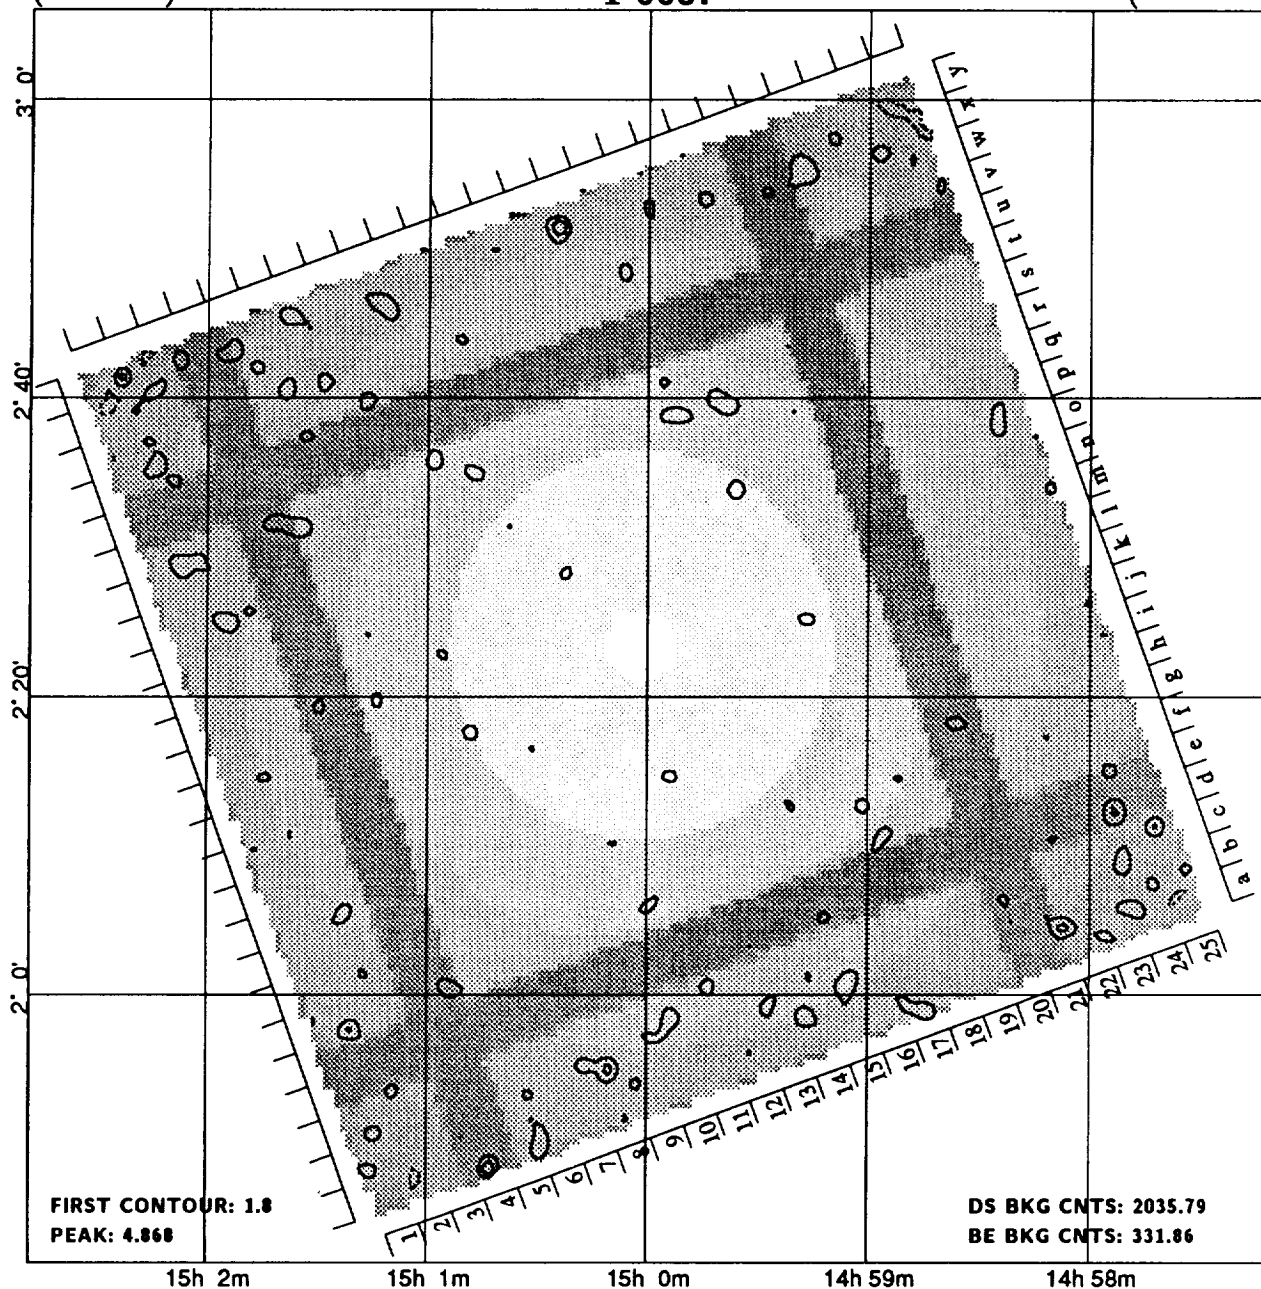 3° 0'
2° 40'
2° 20'
2° 0'
y x w v u t s r q p o n m l k j i h g f e d c b a
1 2 3 4 5 6 7 8 9 10 11 12 13 14 15 16 17 18 19 20 21 22 23 24 25
FIRST CONTOUR: 1.8
PEAK: 4.868
DS BKG CNTS: 2035.79
BE BKG CNTS: 331.86
15h 2m 15h 1m 15h 0m 14h 59m 14h 58m